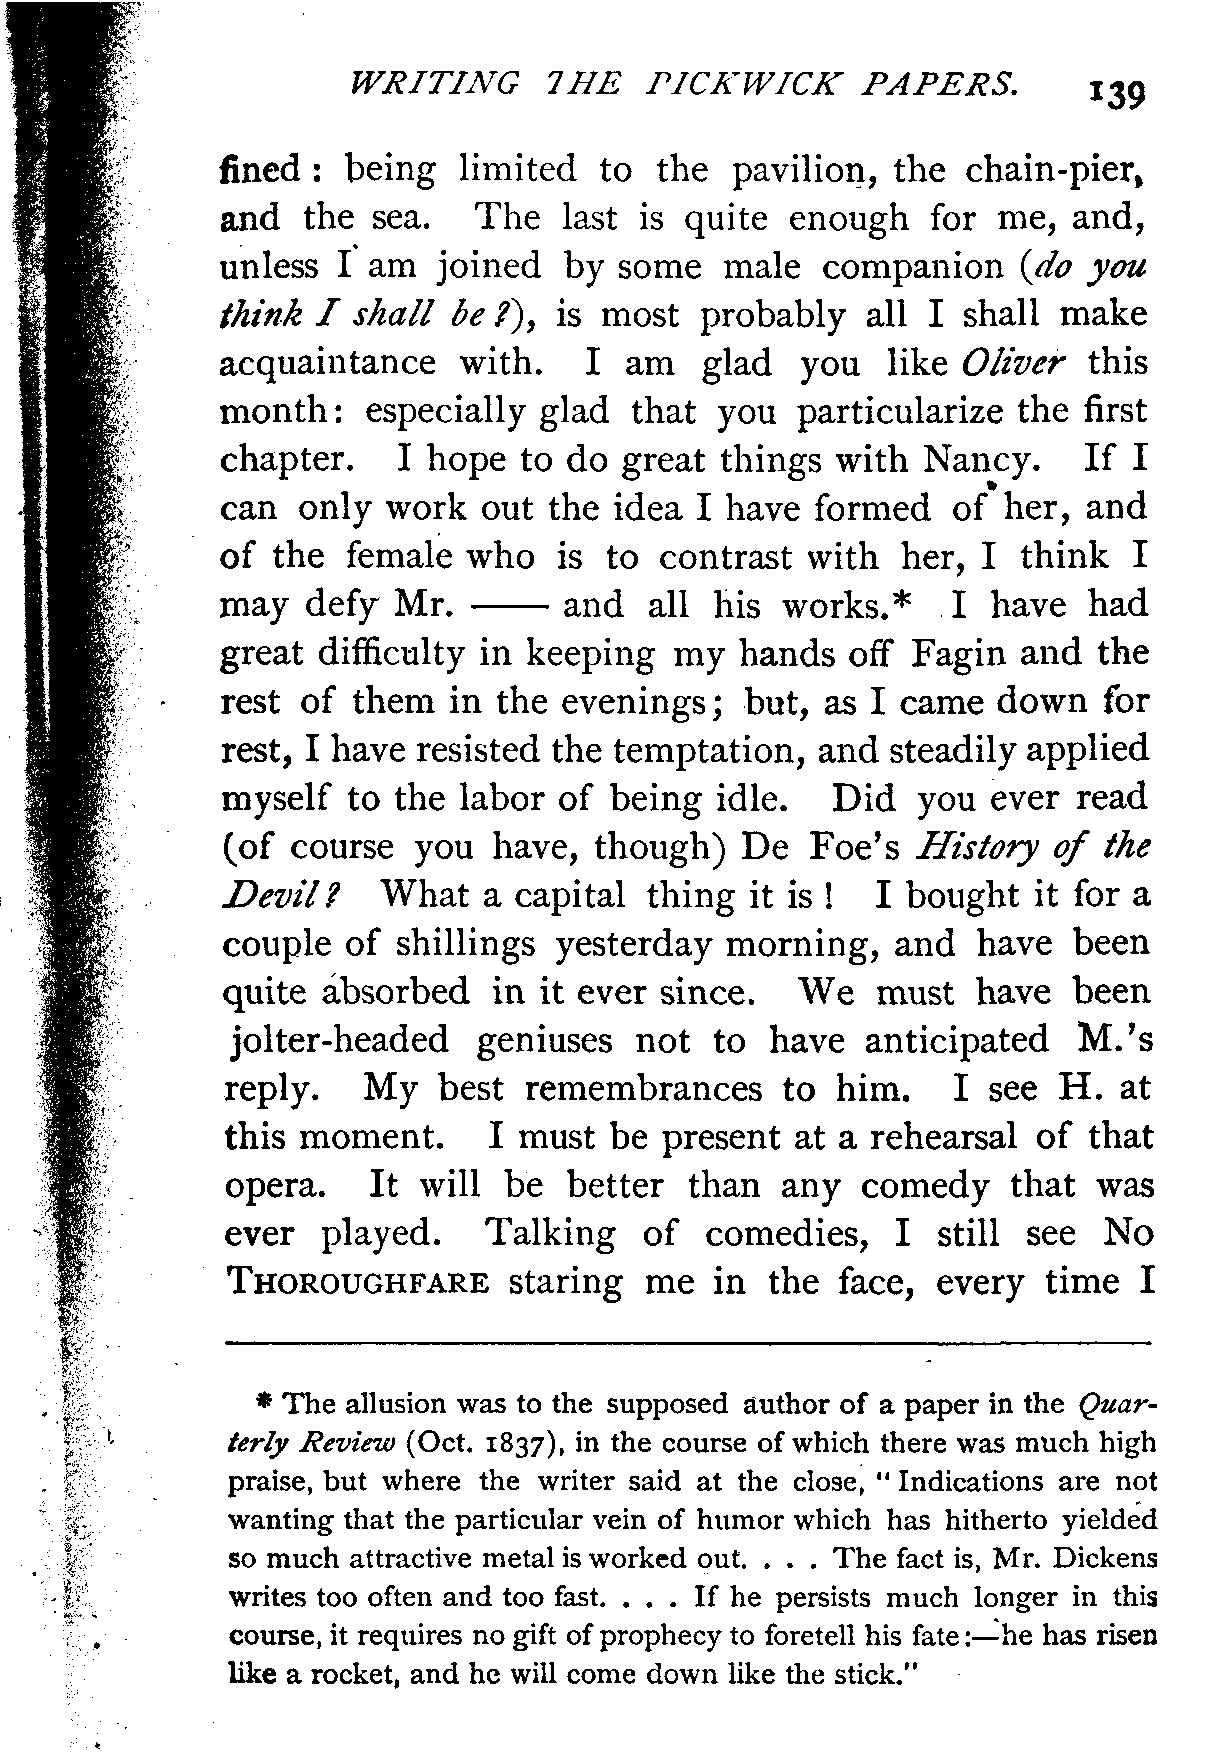 WRITING THE PICKWICK PAPERS. 139
fined : being limited to the pavilion, the chain-pier,
and the sea. The last is quite enough for me, and,
unless I am joined by some male companion (do you
think I shall be ?), is most probably all I shall make
acquaintance with. I am glad you like Oliver this
month: especially glad that you particularize the first
chapter. I hope to do great things with Nancy. If I
can only work out the idea I have formed of her, and
of the female who is to contrast with her, I think I
may defy Mr. —— and all his works.* I have had
great difficulty in keeping my hands off Fagin and the
rest of them in the evenings; but, as I came down for
rest, I have resisted the temptation, and steadily applied
myself to the labor of being idle. Did you ever read
(of course you have, though) De Foe's History of the
Devil? What a capital thing it is ! I bought it for a
couple of shillings yesterday morning, and have been
quite absorbed in it ever since. We must have been
jolter-headed geniuses not to have anticipated M.'s
reply. My best remembrances to him. I see H. at
this moment. I must be present at a rehearsal of that
opera. It will be better than any comedy that was
ever played. Talking of comedies, I still see No
THOROUGHFARE staring me in the face, every time I
* The allusion was to the supposed author of a paper in the Quar-
terly Review (Oct. 1837), in the course of which there was much high
praise, but where the writer said at the close, "Indications are not
wanting that the particular vein of humor which has hitherto yielded
so much attractive metal is worked out. . . . The fact is, Mr. Dickens
writes too often and too fast. . . . If he persists much longer in this
course, it requires no gift of prophecy to foretell his fate:—he has risen
like a rocket, and he will come down like the stick."